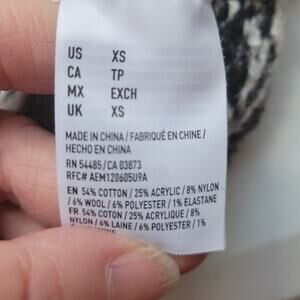 US XS
CA TP
MX EXCH
UK XS
MADE IN CHINA / FABRIQUÉ EN CHINE /
HECHO EN CHINA
RN 54485/CA 03873
RFC# AEM120605U9A
EN 54% COTTON / 25% ACRYLIC / 8% NYLON
/ 6% WOOL / 6% POLYESTER / 1% ELASTANE
FR 54% COTON / 25% ACRYLIQUE / 8%
NYLON / 6% LAINE / 6% POLYESTER / 1%